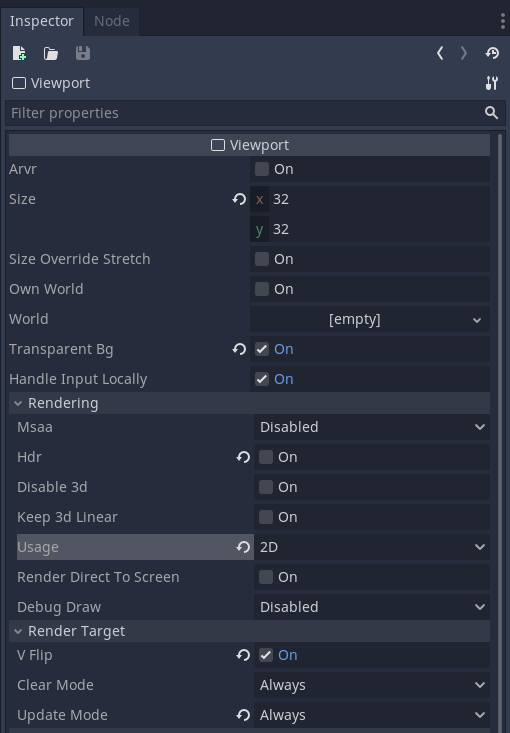 Inspector Node
Viewport
Filter properties
Viewport
Arvr On
Size x 32
y 32
Size Override Stretch On
Own World On
World [empty]
Transparent Bg On
Handle Input Locally On
Rendering
Msaa Disabled
Hdr On
Disable 3d On
Keep 3d Linear On
Usage 2D
Render Direct To Screen On
Debug Draw Disabled
Render Target
V Flip On
Clear Mode Always
Update Mode Always